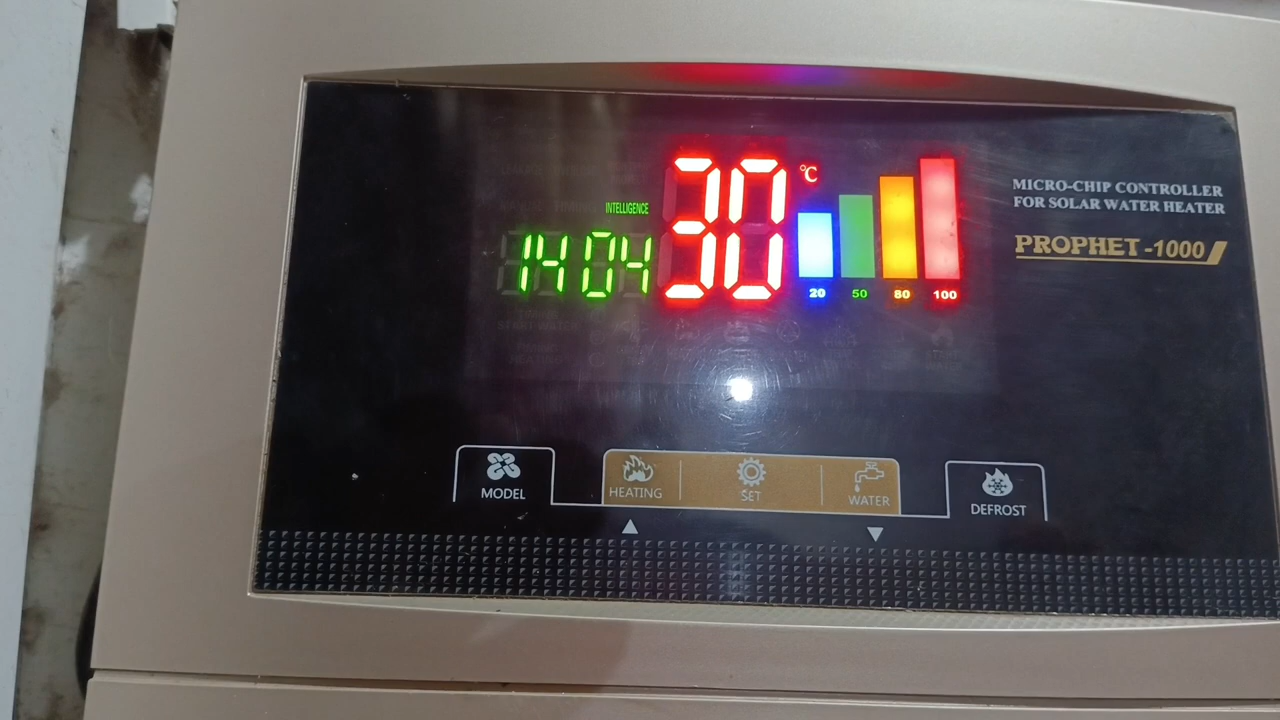 INTELLIGENCE
14 04
30 °C
20 50 80 100
MICRO-CHIP CONTROLLER
FOR SOLAR WATER HEATER
PROPHET -1000
MODEL
HEATING
SET
WATER
DEFROST